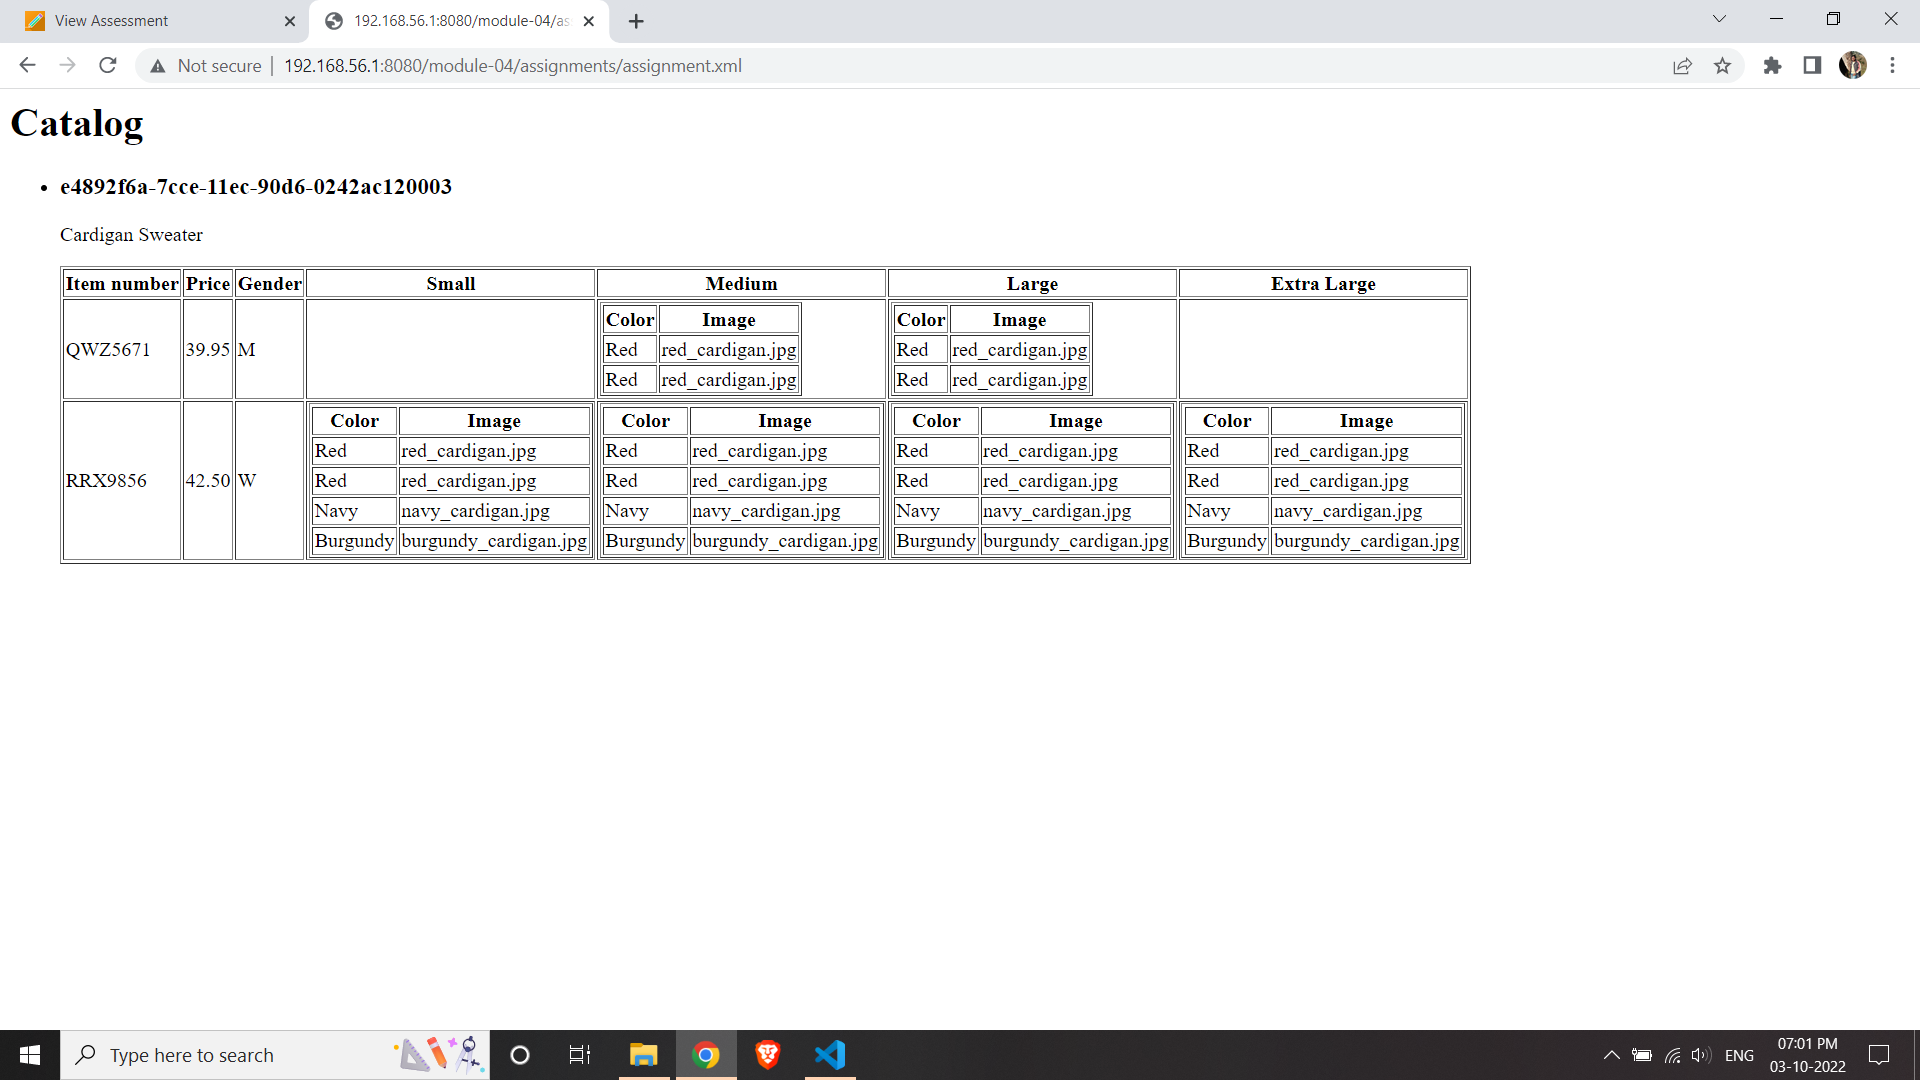 View Assessment
192.168.56.1:8080/module-04/as
Not secure
192.168.56.1:8080/module-04/assignments/assignment.xml
Catalog
e4892f6a-7cce-11ec-90d6-0242ac120003
Cardigan Sweater
Item number Price Gender Small Medium Large Extra Large
Color Image Color Image
QWZ5671 39.95 M Red red_cardigan.jpg Red red_cardigan.jpg
Red red_cardigan.jpg Red red_cardigan.jpg
Color Image Color Image Color Image Color Image
Red red_cardigan.jpg Red red_cardigan.jpg Red red_cardigan.jpg Red red_cardigan.jpg
RRX9856 42.50 W Red red_cardigan.jpg Red red_cardigan.jpg Red red_cardigan.jpg Red red_cardigan.jpg
Navy navy_cardigan.jpg Navy navy_cardigan.jpg Navy navy_cardigan.jpg Navy navy_cardigan.jpg
Burgundy burgundy_cardigan.jpg Burgundy burgundy_cardigan.jpg Burgundy burgundy_cardigan.jpg Burgundy burgundy_cardigan.jpg
Type here to search
ENG
07:01 PM
03-10-2022